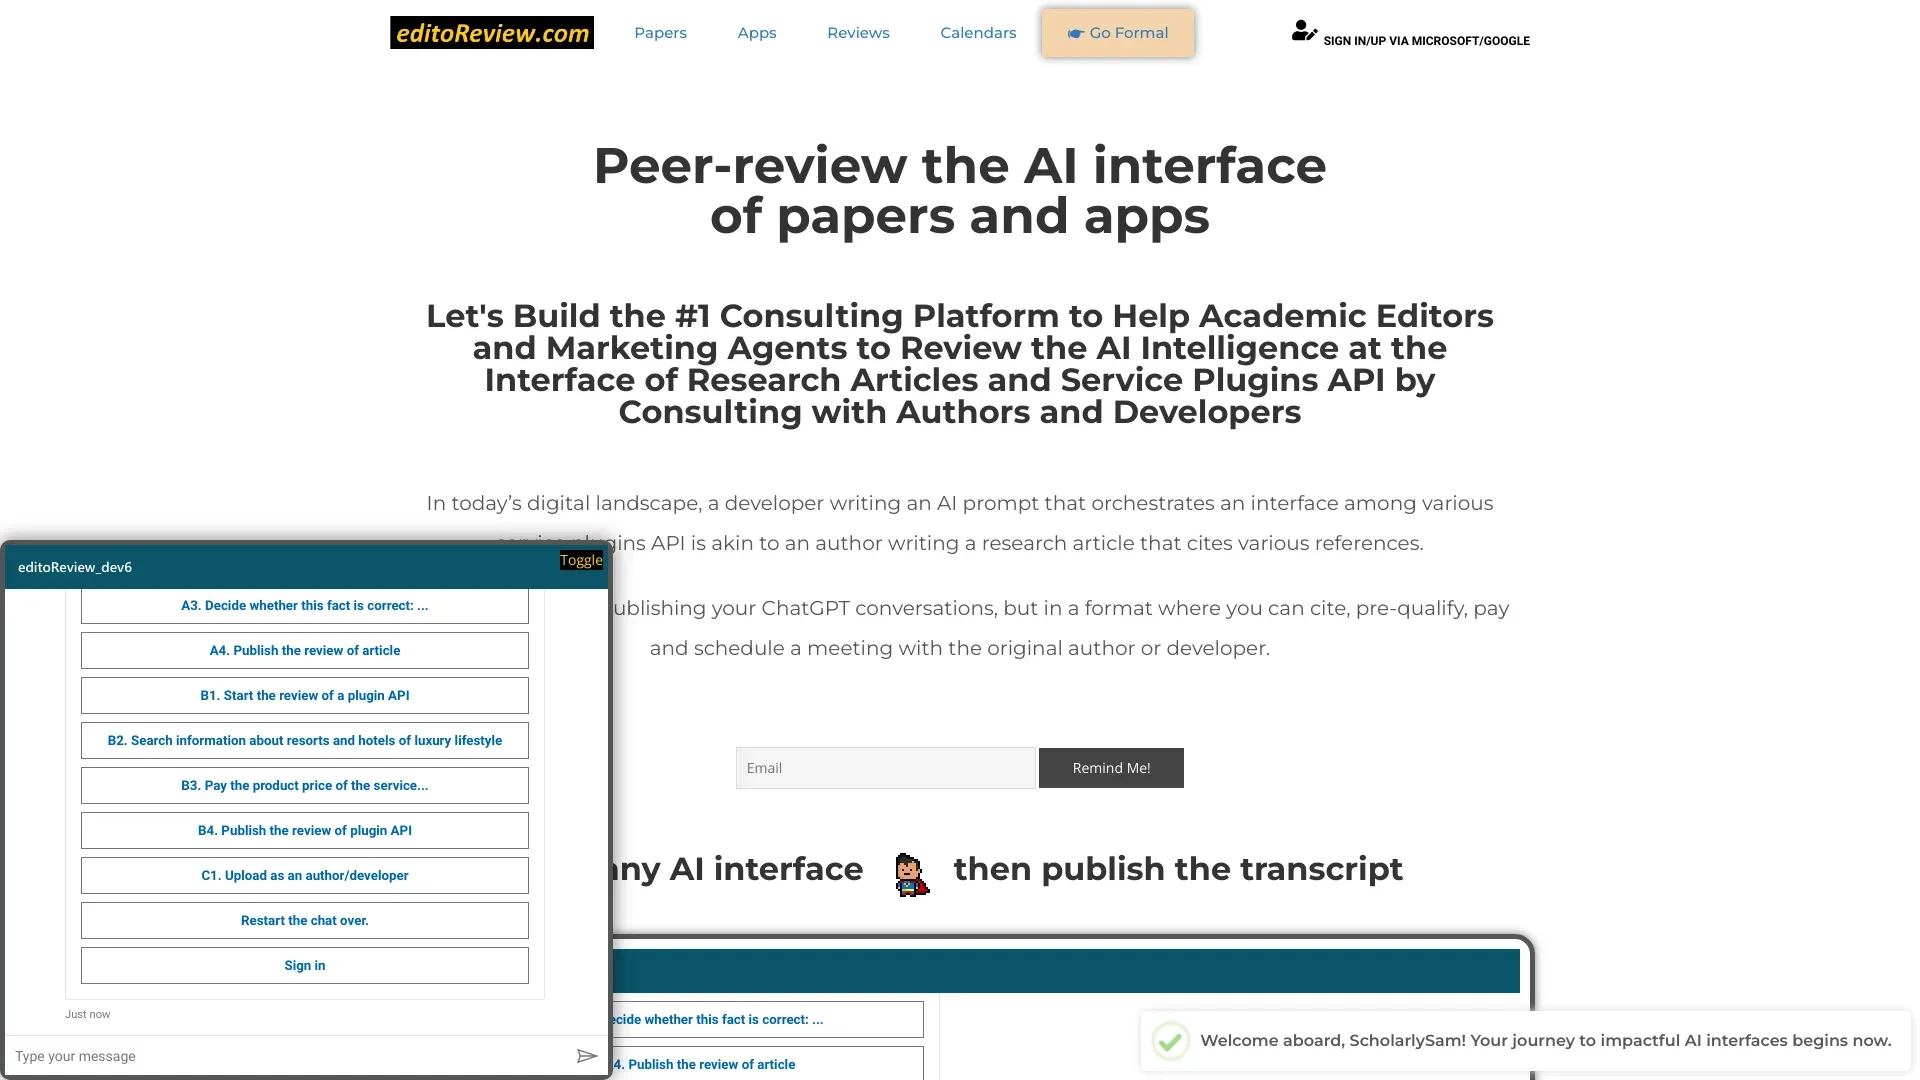 editoReview.com
Papers
Apps
Reviews
Calendars
Go Formal
SIGN IN/UP VIA MICROSOFT/GOOGLE
Peer-review the AI interface
of papers and apps
Let's Build the #1 Consulting Platform to Help Academic Editors
and Marketing Agents to Review the AI Intelligence at the
Interface of Research Articles and Service Plugins API by
Consulting with Authors and Developers
In today’s digital landscape, a developer writing an AI prompt that orchestrates an interface among various
API is akin to an author writing a research article that cites various references.
publishing your ChatGPT conversations, but in a format where you can cite, pre-qualify, pay
and schedule a meeting with the original author or developer.
Email
Remind Me!
any AI interface then publish the transcript
editoReview_dev6
Toggle
A3. Decide whether this fact is correct: ...
A4. Publish the review of article
B1. Start the review of a plugin API
B2. Search information about resorts and hotels of luxury lifestyle
B3. Pay the product price of the service...
B4. Publish the review of plugin API
C1. Upload as an author/developer
Restart the chat over.
Sign in
Just now
Type your message
ecide whether this fact is correct: ...
4. Publish the review of article
Welcome aboard, ScholarlySam! Your journey to impactful AI interfaces begins now.